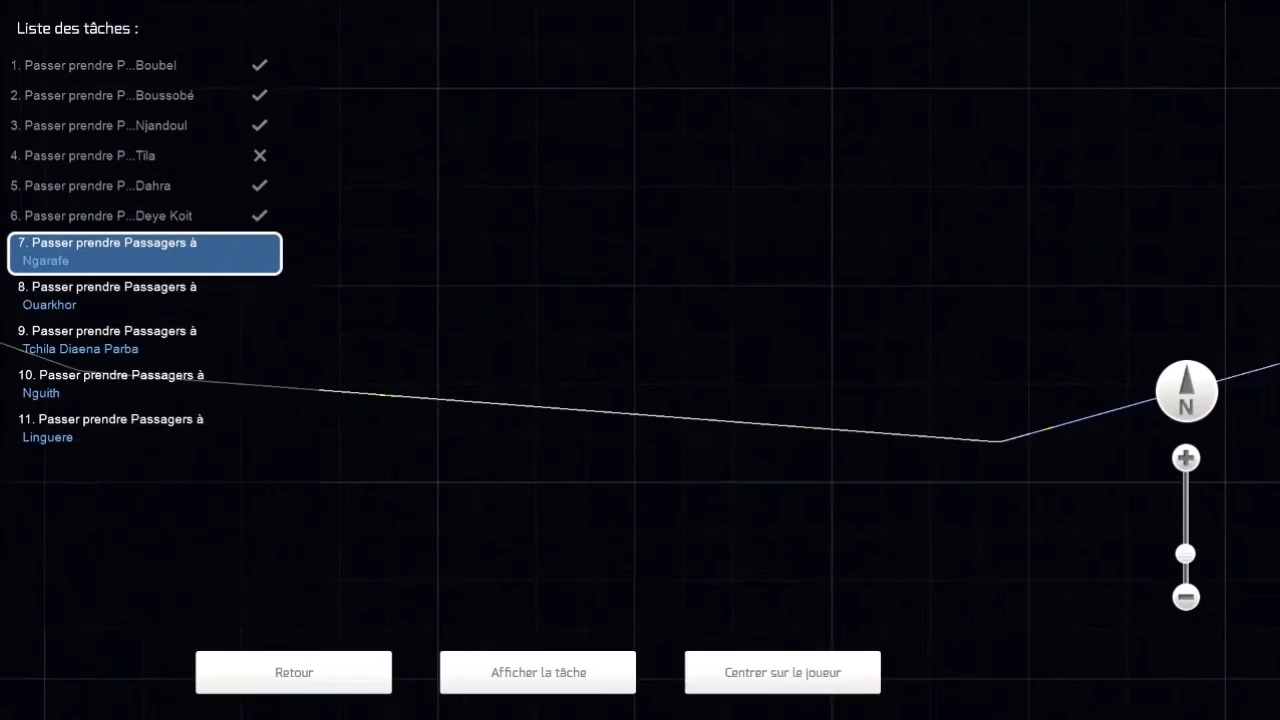 Liste des tâches :
1. Passer prendre P...Boubel
2. Passer prendre P...Boussobé
3. Passer prendre P...Njandoul
4. Passer prendre P...Tila
5. Passer prendre P...Dahra
6. Passer prendre P...Deye Koit
7. Passer prendre Passagers à
Ngarafe
8. Passer prendre Passagers à
Ouarkhor
9. Passer prendre Passagers à
Tchila Diaena Parba
10. Passer prendre Passagers à
Nguith
11. Passer prendre Passagers à
Linguere
N
Retour
Afficher la tâche
Centrer sur le joueur